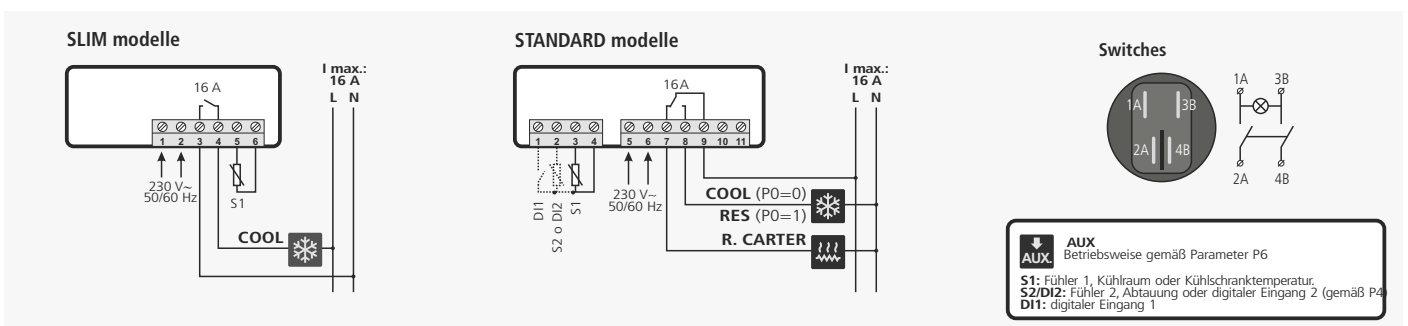 SLIM modelle
16 A
1 2 3 4 5 6
230 V~
50/60 Hz
S1
COOL
I max.:
16 A
L N
STANDARD modelle
16A
1 2 3 4 5 6 7 8 9 10 11
DI1
S2 o DI2
S1
230 V~
50/60 Hz
COOL (P0=0)
RES (P0=1)
R. CARTER
I max.:
16 A
L N
Switches
1A 3B
2A 4B
1A 3B
2A 4B
AUX.
AUX
Betriebsweise gemäß Parameter P6
S1: Fühler 1, Kühlraum oder Kühlschranktemperatur.
S2/DI2: Fühler 2, Abtauung oder digitaler Eingang 2 (gemäß P4)
DI1: digitaler Eingang 1